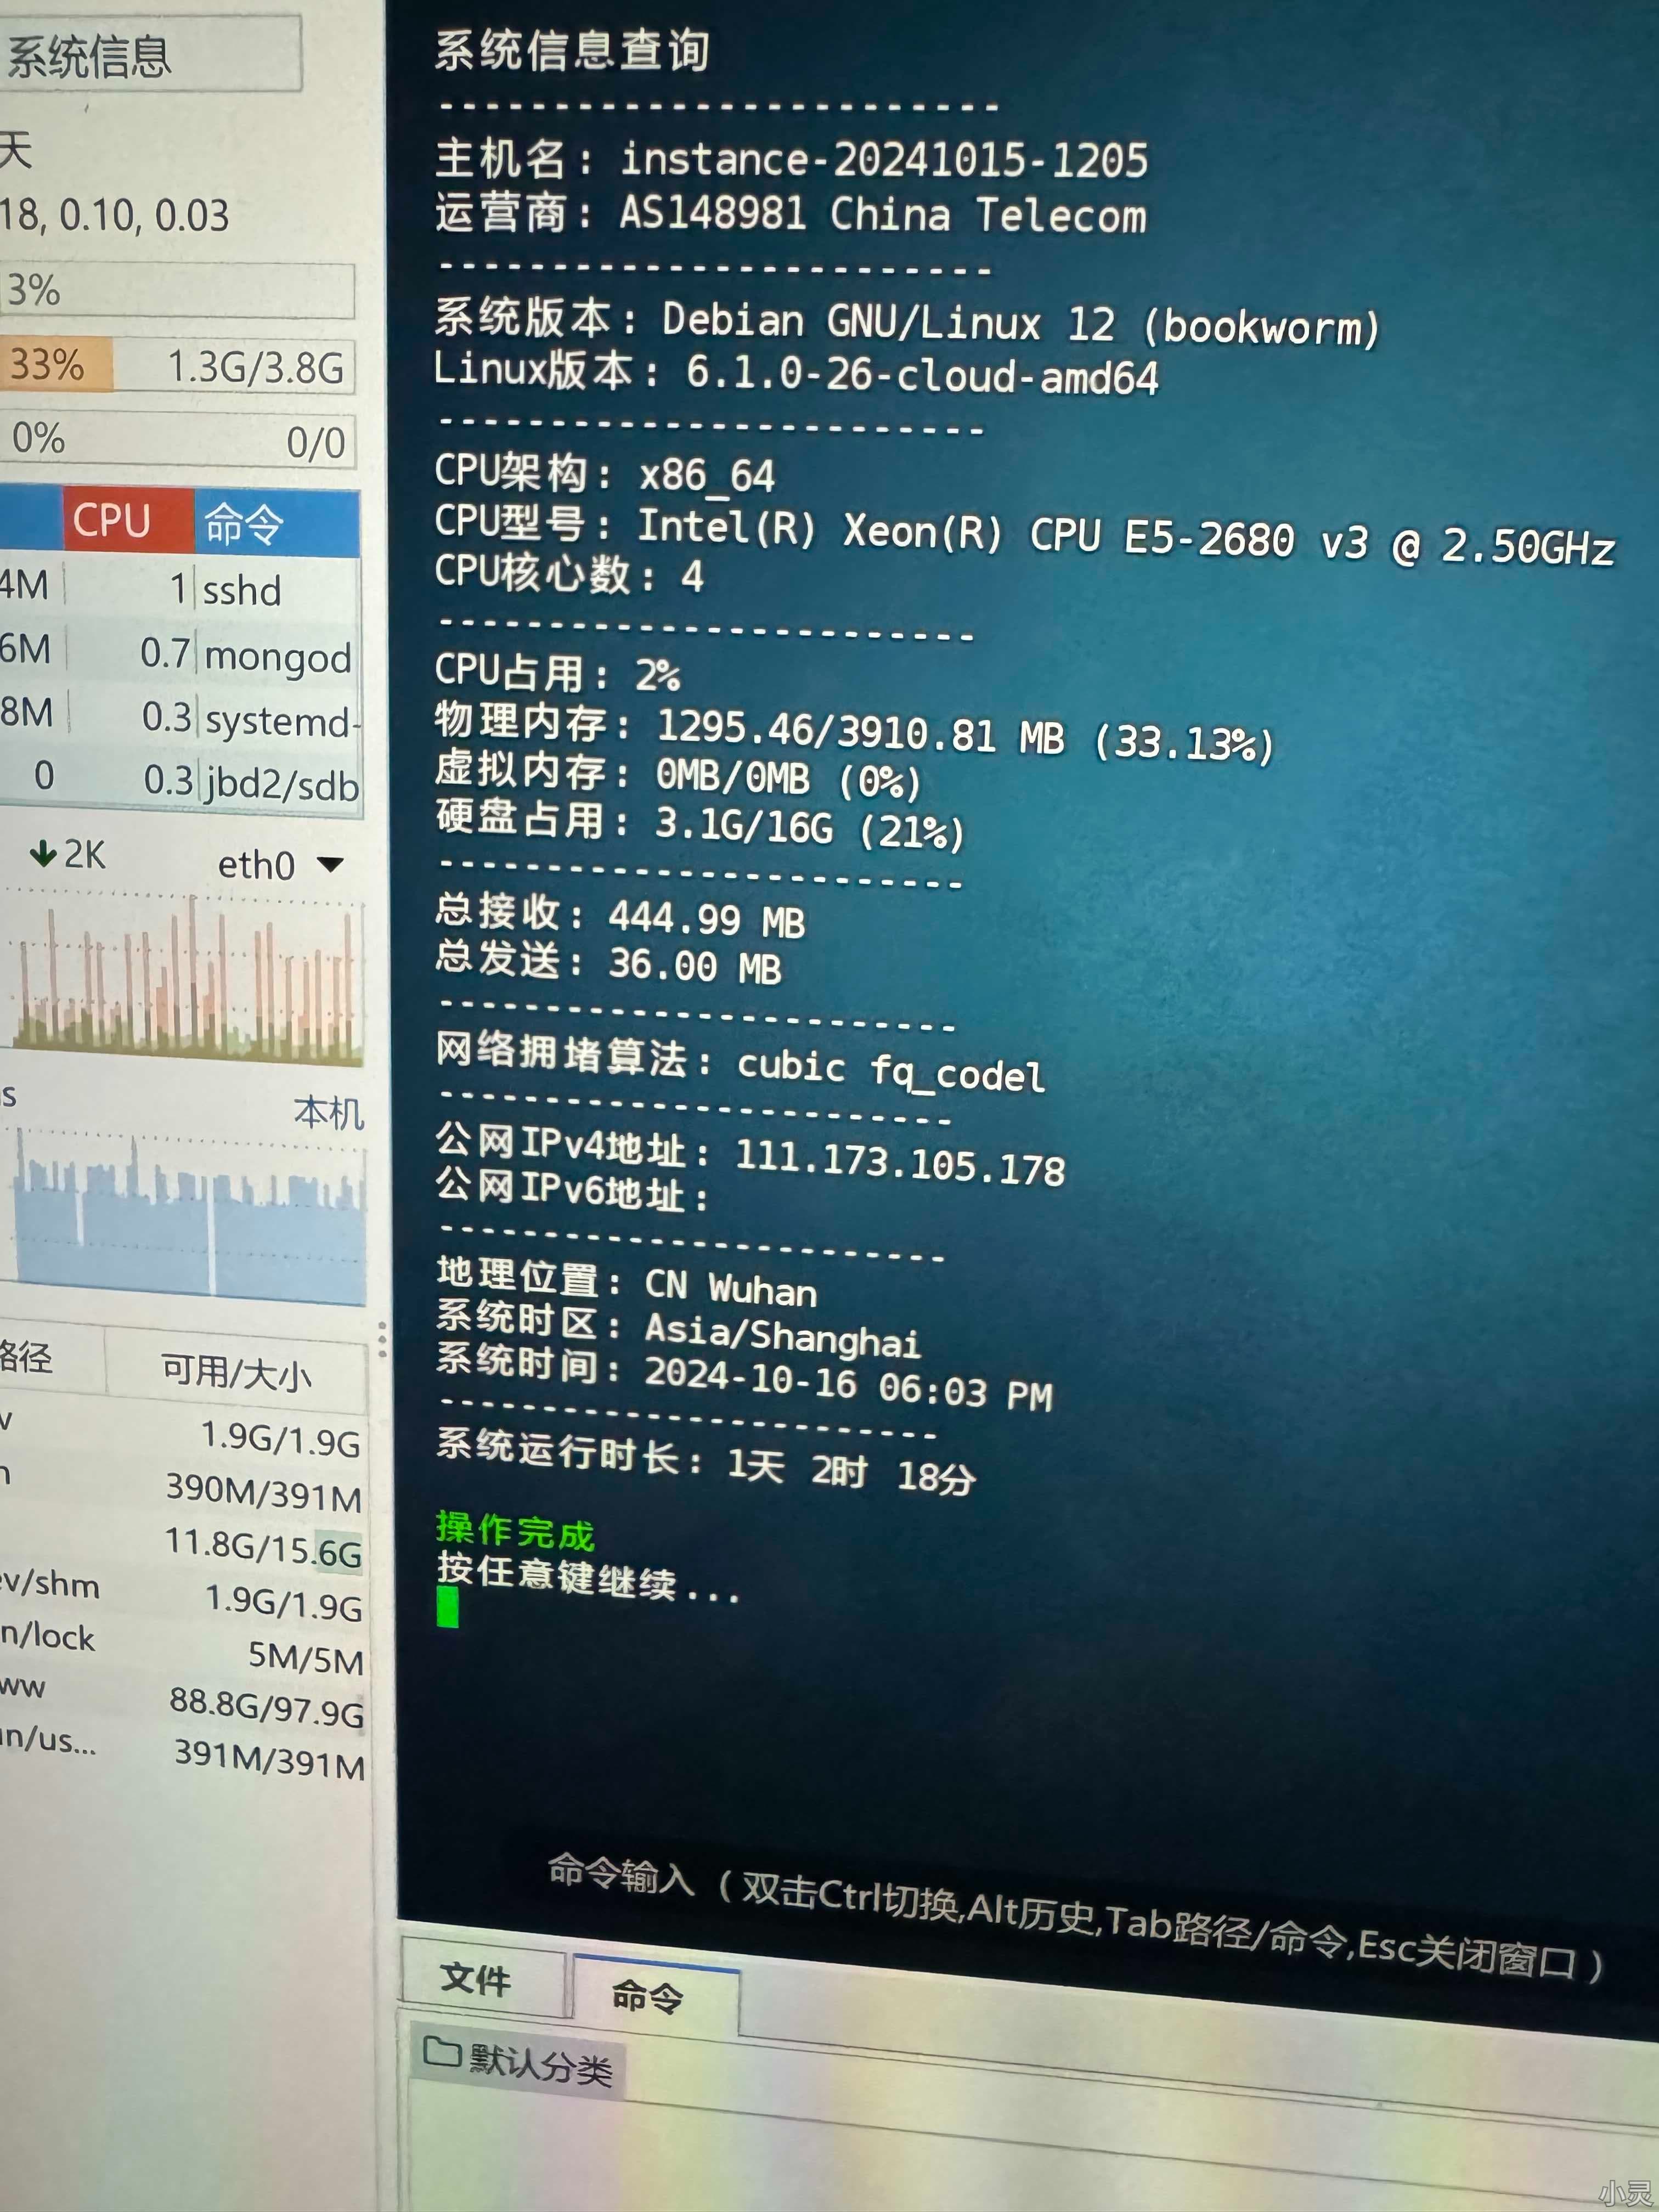 系统信息
天
18, 0.10, 0.03
3%
33% 1.3G/3.8G
0% 0/0
CPU 命令
4M 1 sshd
6M 0.7 mongod
8M 0.3 systemd-
0 0.3 jbd2/sdb
↓2K eth0
s 本机
路径 可用/大小
1.9G/1.9G
390M/391M
11.8G/15.6G
ev/shm 1.9G/1.9G
n/lock 5M/5M
ww 88.8G/97.9G
un/us... 391M/391M
系统信息查询
------------------------
主机名: instance-20241015-1205
运营商: AS148981 China Telecom
------------------------
系统版本: Debian GNU/Linux 12 (bookworm)
Linux版本: 6.1.0-26-cloud-amd64
------------------------
CPU架构: x86_64
CPU型号: Intel(R) Xeon(R) CPU E5-2680 v3 @ 2.50GHz
CPU核心数: 4
------------------------
CPU占用: 2%
物理内存: 1295.46/3910.81 MB (33.13%)
虚拟内存: 0MB/0MB (0%)
硬盘占用: 3.1G/16G (21%)
------------------------
总接收: 444.99 MB
总发送: 36.00 MB
------------------------
网络拥堵算法: cubic fq_codel
------------------------
公网IPv4地址: 111.173.105.178
公网IPv6地址:
------------------------
地理位置: CN Wuhan
系统时区: Asia/Shanghai
系统时间: 2024-10-16 06:03 PM
------------------------
系统运行时长: 1天 2时 18分
操作完成
按任意键继续...
命令输入 (双击Ctrl切换,Alt历史,Tab路径/命令,Esc关闭窗口)
文件 命令
默认分类
小灵